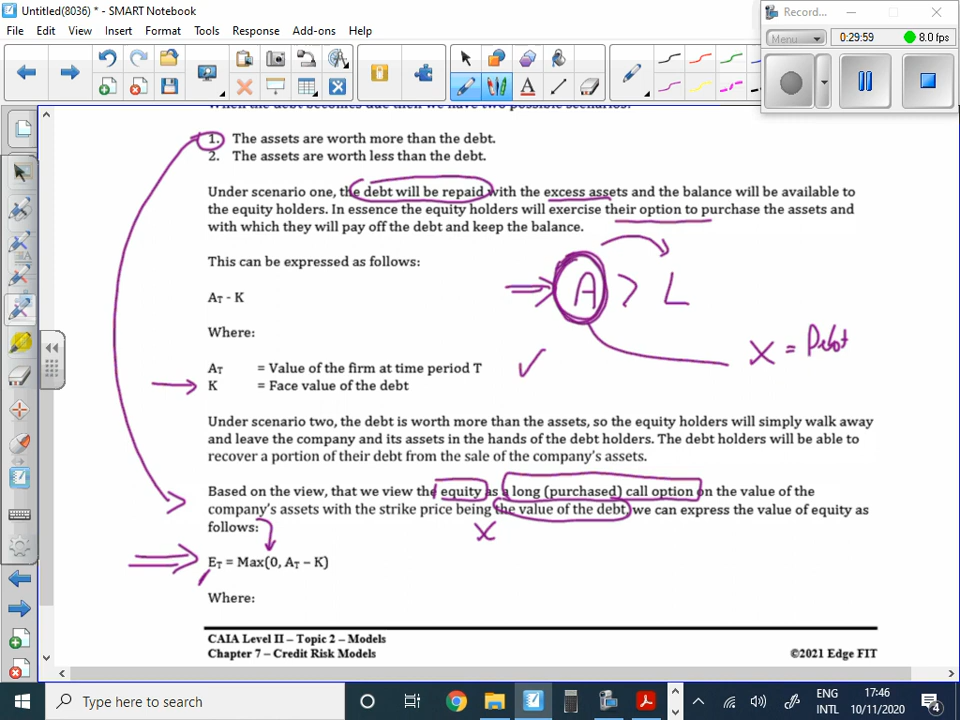 Untitled(8036) * - SMART Notebook
Record...
File Edit View Insert Format Tools Response Add-ons Help
Menu 0:29:59 8.0 fps
When the debt becomes due then we have two possible scenarios:
1. The assets are worth more than the debt.
2. The assets are worth less than the debt.
Under scenario one, the debt will be repaid with the excess assets and the balance will be available to
the equity holders. In essence the equity holders will exercise their option to purchase the assets and
with which they will pay off the debt and keep the balance.
This can be expressed as follows:
A > L
AT - K
Where:
X = Debt
AT = Value of the firm at time period T
K = Face value of the debt
Under scenario two, the debt is worth more than the assets, so the equity holders will simply walk away
and leave the company and its assets in the hands of the debt holders. The debt holders will be able to
recover a portion of their debt from the sale of the company's assets.
Based on the view, that we view the equity as a long (purchased) call option on the value of the
company's assets with the strike price being the value of the debt, we can express the value of equity as
follows:
X
ET = Max(0, AT – K)
Where:
CAIA Level II – Topic 2 – Models
Chapter 7 – Credit Risk Models ©2021 Edge FIT
Type here to search
ENG
INTL
17:46
10/11/2020
4